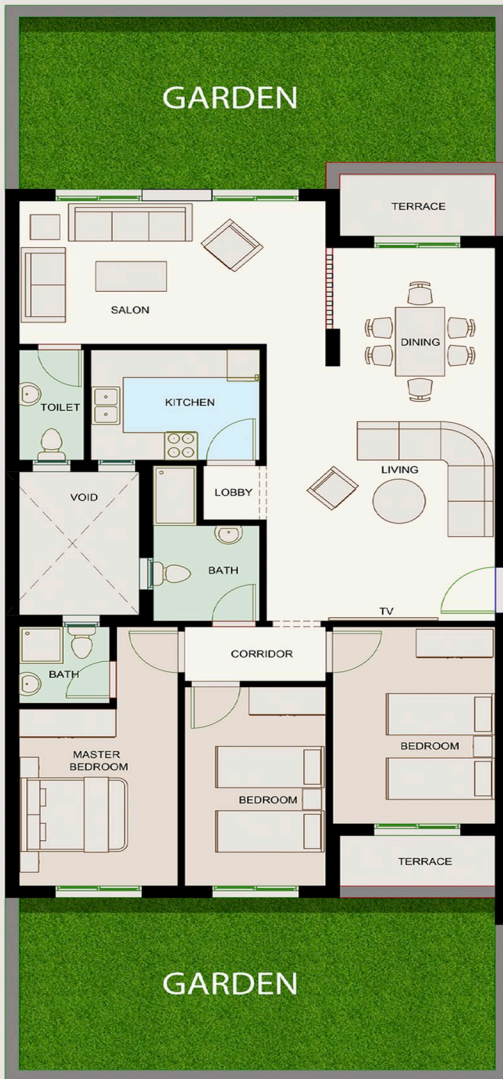 GARDEN
TERRACE
SALON
DINING
KITCHEN
TOILET
LIVING
LOBBY
VOID
BATH
TV
CORRIDOR
BATH
MASTER
BEDROOM
BEDROOM
BEDROOM
TERRACE
GARDEN